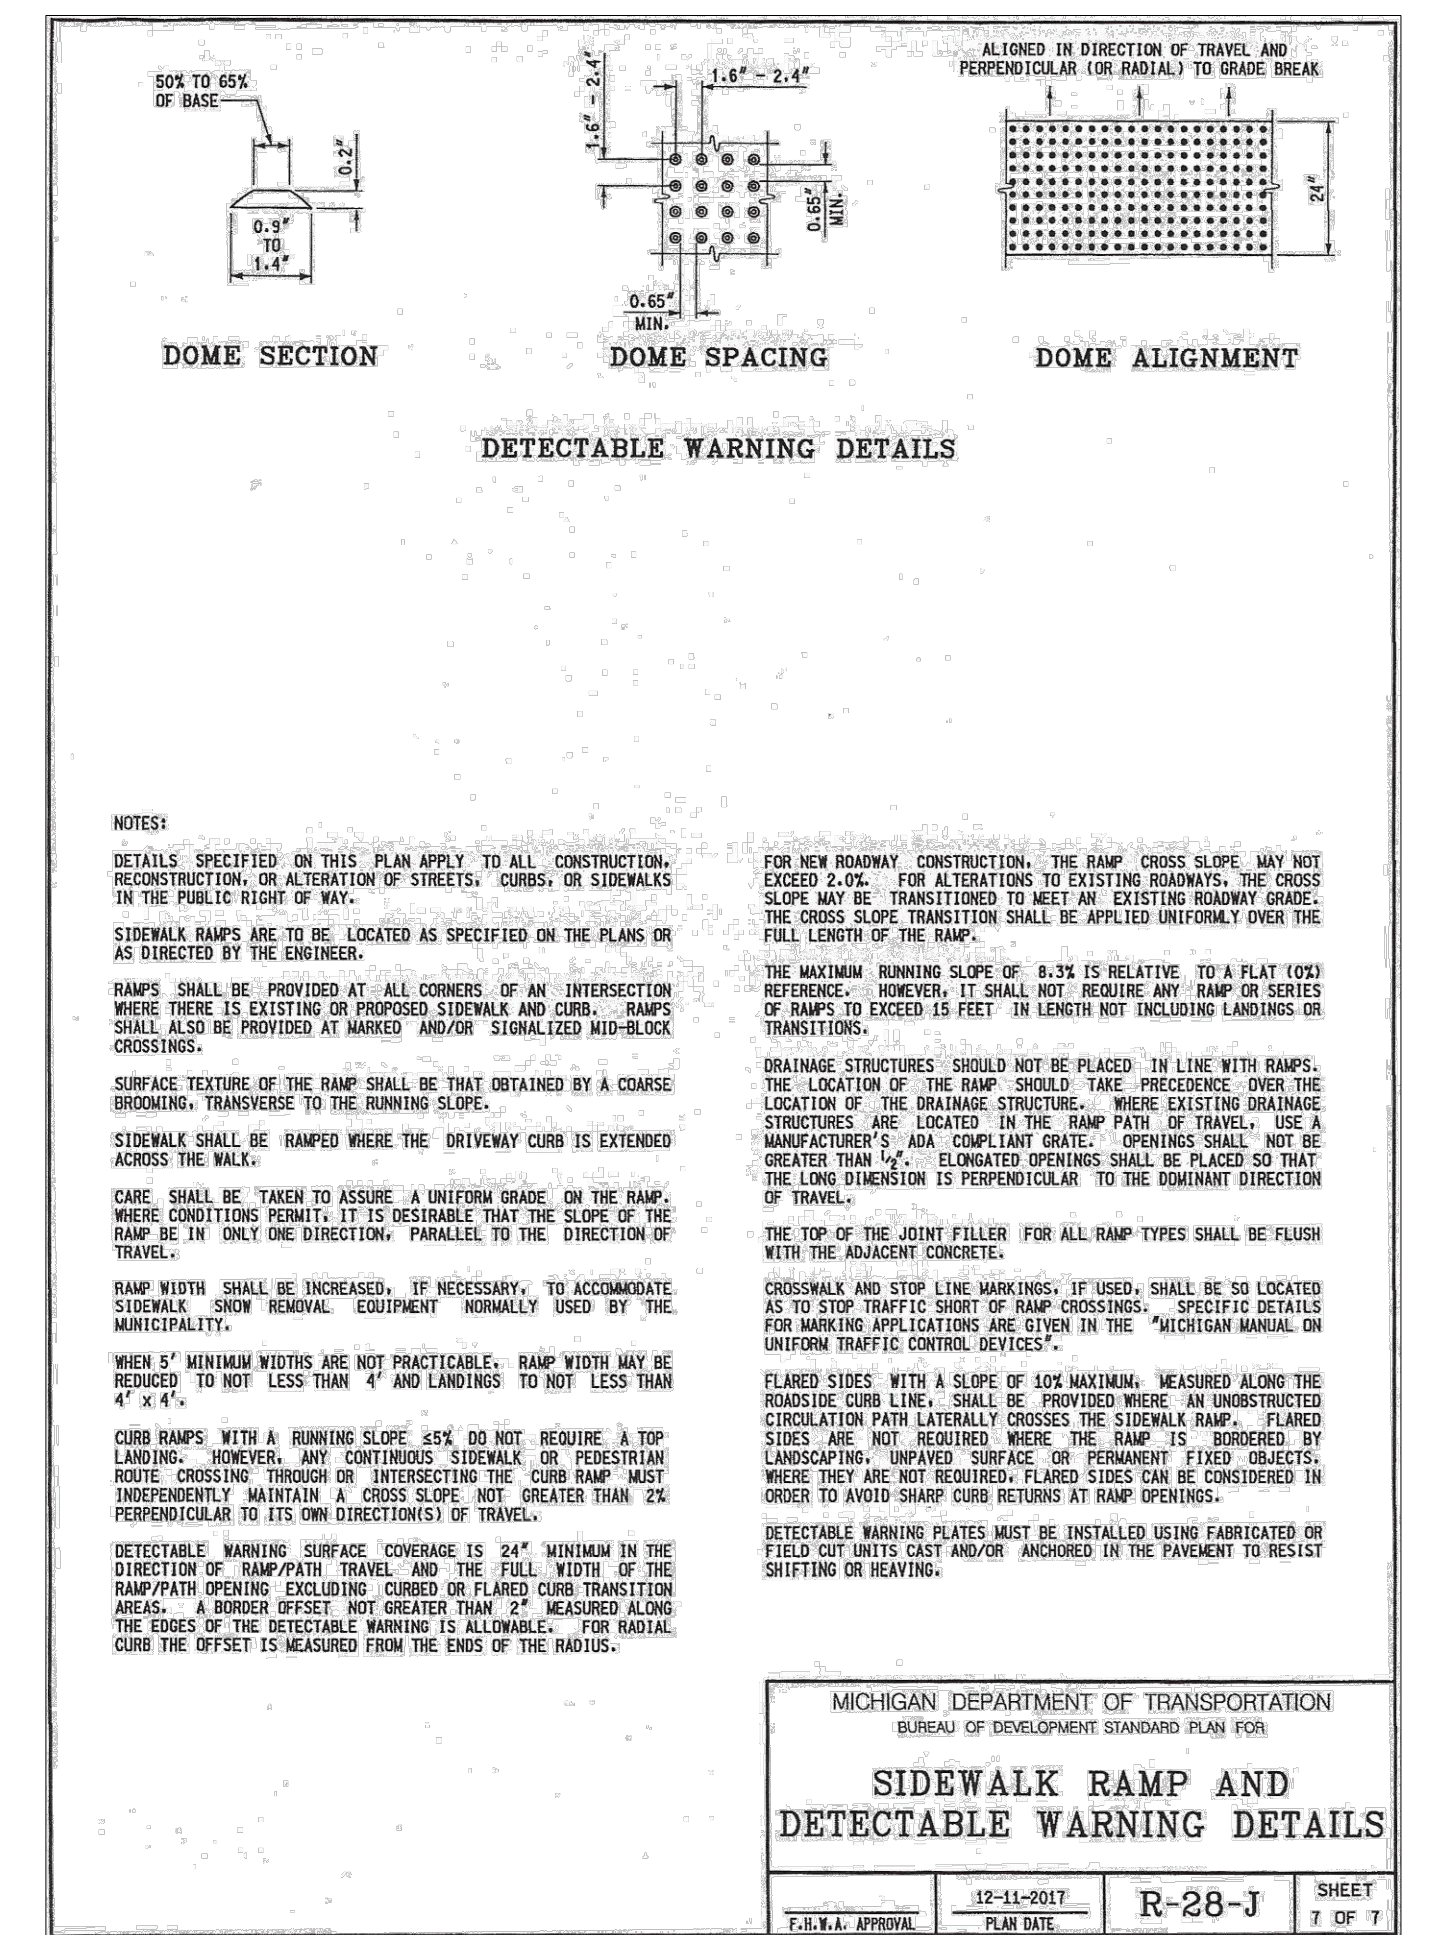 50% TO 65%
OF BASE
0.2"
0.9"
TO
1.4"
DOME SECTION
1.6" - 2.4"
1.6" - 2.4"
0.65"
MIN.
0.65"
MIN.
DOME SPACING
ALIGNED IN DIRECTION OF TRAVEL AND
PERPENDICULAR (OR RADIAL) TO GRADE BREAK
24"
DOME ALIGNMENT
DETECTABLE WARNING DETAILS
NOTES:
DETAILS SPECIFIED ON THIS PLAN APPLY TO ALL CONSTRUCTION,
RECONSTRUCTION, OR ALTERATION OF STREETS, CURBS, OR SIDEWALKS
IN THE PUBLIC RIGHT OF WAY.
SIDEWALK RAMPS ARE TO BE LOCATED AS SPECIFIED ON THE PLANS OR
AS DIRECTED BY THE ENGINEER.
RAMPS SHALL BE PROVIDED AT ALL CORNERS OF AN INTERSECTION
WHERE THERE IS EXISTING OR PROPOSED SIDEWALK AND CURB. RAMPS
SHALL ALSO BE PROVIDED AT MARKED AND/OR SIGNALIZED MID-BLOCK
CROSSINGS.
SURFACE TEXTURE OF THE RAMP SHALL BE THAT OBTAINED BY A COARSE
BROOMING, TRANSVERSE TO THE RUNNING SLOPE.
SIDEWALK SHALL BE RAMPED WHERE THE DRIVEWAY CURB IS EXTENDED
ACROSS THE WALK.
CARE SHALL BE TAKEN TO ASSURE A UNIFORM GRADE ON THE RAMP.
WHERE CONDITIONS PERMIT, IT IS DESIRABLE THAT THE SLOPE OF THE
RAMP BE IN ONLY ONE DIRECTION, PARALLEL TO THE DIRECTION OF
TRAVEL.
RAMP WIDTH SHALL BE INCREASED, IF NECESSARY, TO ACCOMMODATE
SIDEWALK SNOW REMOVAL EQUIPMENT NORMALLY USED BY THE
MUNICIPALITY.
WHEN 5' MINIMUM WIDTHS ARE NOT PRACTICABLE, RAMP WIDTH MAY BE
REDUCED TO NOT LESS THAN 4' AND LANDINGS TO NOT LESS THAN
4' x 4'.
CURB RAMPS WITH A RUNNING SLOPE ≤5% DO NOT REQUIRE A TOP
LANDING. HOWEVER, ANY CONTINUOUS SIDEWALK OR PEDESTRIAN
ROUTE CROSSING THROUGH OR INTERSECTING THE CURB RAMP MUST
INDEPENDENTLY MAINTAIN A CROSS SLOPE NOT GREATER THAN 2%
PERPENDICULAR TO ITS OWN DIRECTION(S) OF TRAVEL.
DETECTABLE WARNING SURFACE COVERAGE IS 24" MINIMUM IN THE
DIRECTION OF RAMP/PATH TRAVEL AND THE FULL WIDTH OF THE
RAMP/PATH OPENING EXCLUDING CURBED OR FLARED CURB TRANSITION
AREAS. A BORDER OFFSET NOT GREATER THAN 2" MEASURED ALONG
THE EDGES OF THE DETECTABLE WARNING IS ALLOWABLE. FOR RADIAL
CURB THE OFFSET IS MEASURED FROM THE ENDS OF THE RADIUS.
FOR NEW ROADWAY CONSTRUCTION, THE RAMP CROSS SLOPE MAY NOT
EXCEED 2.0%. FOR ALTERATIONS TO EXISTING ROADWAYS, THE CROSS
SLOPE MAY BE TRANSITIONED TO MEET AN EXISTING ROADWAY GRADE.
THE CROSS SLOPE TRANSITION SHALL BE APPLIED UNIFORMLY OVER THE
FULL LENGTH OF THE RAMP.
THE MAXIMUM RUNNING SLOPE OF 8.3% IS RELATIVE TO A FLAT (0%)
REFERENCE. HOWEVER, IT SHALL NOT REQUIRE ANY RAMP OR SERIES
OF RAMPS TO EXCEED 15 FEET IN LENGTH NOT INCLUDING LANDINGS OR
TRANSITIONS.
DRAINAGE STRUCTURES SHOULD NOT BE PLACED IN LINE WITH RAMPS.
THE LOCATION OF THE RAMP SHOULD TAKE PRECEDENCE OVER THE
LOCATION OF THE DRAINAGE STRUCTURE. WHERE EXISTING DRAINAGE
STRUCTURES ARE LOCATED IN THE RAMP PATH OF TRAVEL, USE A
MANUFACTURER'S ADA COMPLIANT GRATE. OPENINGS SHALL NOT BE
GREATER THAN 1/2". ELONGATED OPENINGS SHALL BE PLACED SO THAT
THE LONG DIMENSION IS PERPENDICULAR TO THE DOMINANT DIRECTION
OF TRAVEL.
THE TOP OF THE JOINT FILLER FOR ALL RAMP TYPES SHALL BE FLUSH
WITH THE ADJACENT CONCRETE.
CROSSWALK AND STOP LINE MARKINGS, IF USED, SHALL BE SO LOCATED
AS TO STOP TRAFFIC SHORT OF RAMP CROSSINGS. SPECIFIC DETAILS
FOR MARKING APPLICATIONS ARE GIVEN IN THE "MICHIGAN MANUAL ON
UNIFORM TRAFFIC CONTROL DEVICES".
FLARED SIDES WITH A SLOPE OF 10% MAXIMUM, MEASURED ALONG THE
ROADSIDE CURB LINE, SHALL BE PROVIDED WHERE AN UNOBSTRUCTED
CIRCULATION PATH LATERALLY CROSSES THE SIDEWALK RAMP. FLARED
SIDES ARE NOT REQUIRED WHERE THE RAMP IS BORDERED BY
LANDSCAPING, UNPAVED SURFACE OR PERMANENT FIXED OBJECTS.
WHERE THEY ARE NOT REQUIRED, FLARED SIDES CAN BE CONSIDERED IN
ORDER TO AVOID SHARP CURB RETURNS AT RAMP OPENINGS.
DETECTABLE WARNING PLATES MUST BE INSTALLED USING FABRICATED OR
FIELD CUT UNITS CAST AND/OR ANCHORED IN THE PAVEMENT TO RESIST
SHIFTING OR HEAVING.
MICHIGAN DEPARTMENT OF TRANSPORTATION
BUREAU OF DEVELOPMENT STANDARD PLAN FOR
SIDEWALK RAMP AND
DETECTABLE WARNING DETAILS
F.H.W.A. APPROVAL
12-11-2017
PLAN DATE
R-28-J
SHEET
7 OF 7